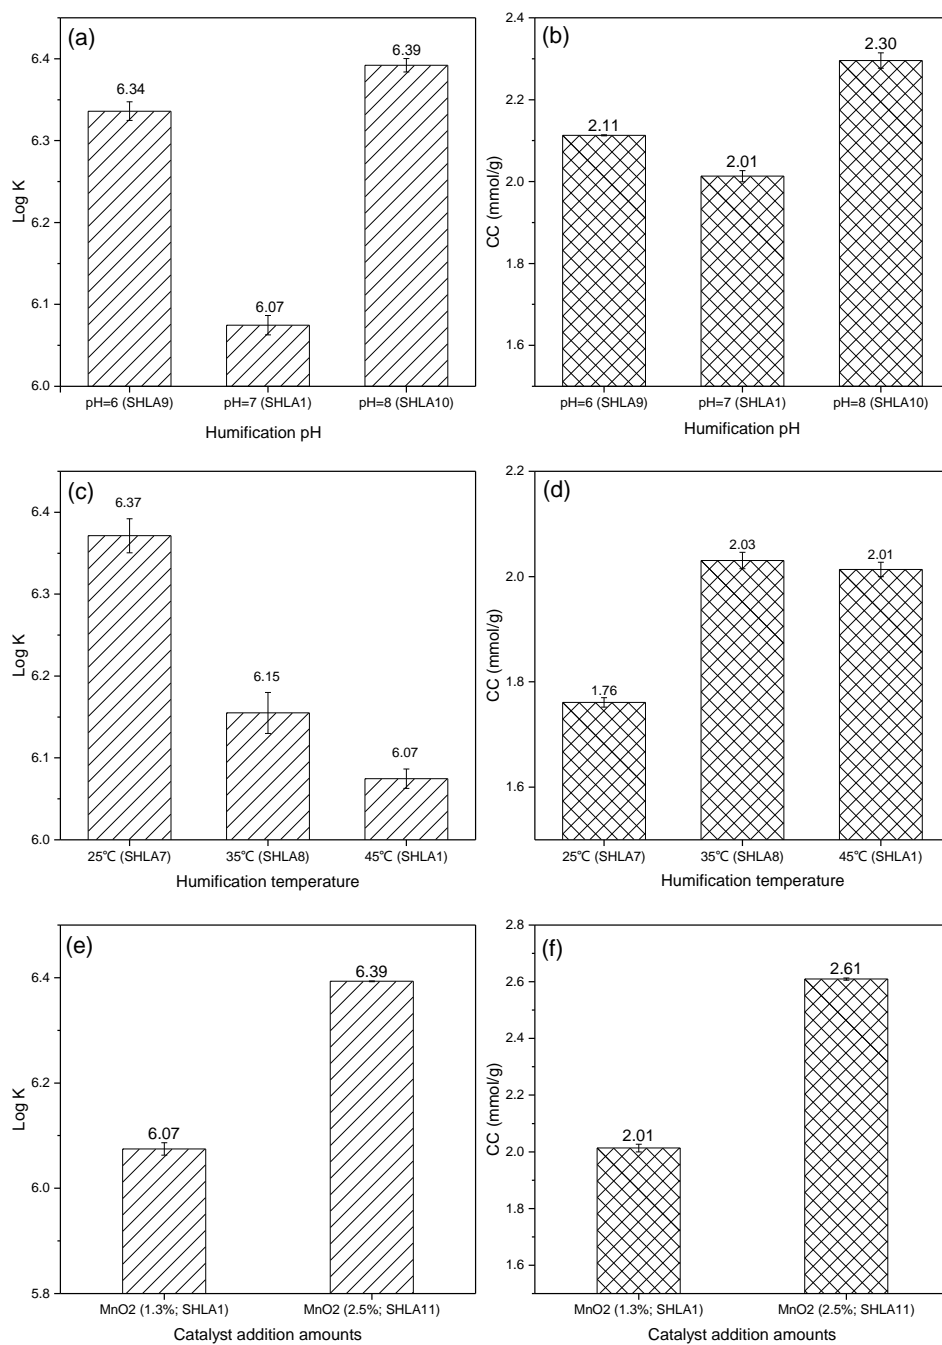 (a)
6.4
6.3
6.2
6.1
6.0
Log K
6.34
6.07
6.39
pH=6 (SHLA9)
pH=7 (SHLA1)
pH=8 (SHLA10)
Humification pH
(b)
2.4
2.2
2.0
1.8
1.6
CC (mmol/g)
2.11
2.01
2.30
pH=6 (SHLA9)
pH=7 (SHLA1)
pH=8 (SHLA10)
Humification pH
(c)
6.4
6.3
6.2
6.1
6.0
Log K
6.37
6.15
6.07
25℃ (SHLA7)
35℃ (SHLA8)
45℃ (SHLA1)
Humification temperature
(d)
2.2
2.0
1.8
1.6
CC (mmol/g)
1.76
2.03
2.01
25℃ (SHLA7)
35℃ (SHLA8)
45℃ (SHLA1)
Humification temperature
(e)
6.4
6.2
6.0
5.8
Log K
6.07
6.39
MnO2 (1.3%; SHLA1)
MnO2 (2.5%; SHLA11)
Catalyst addition amounts
(f)
2.8
2.6
2.4
2.2
2.0
1.8
1.6
CC (mmol/g)
2.01
2.61
MnO2 (1.3%; SHLA1)
MnO2 (2.5%; SHLA11)
Catalyst addition amounts